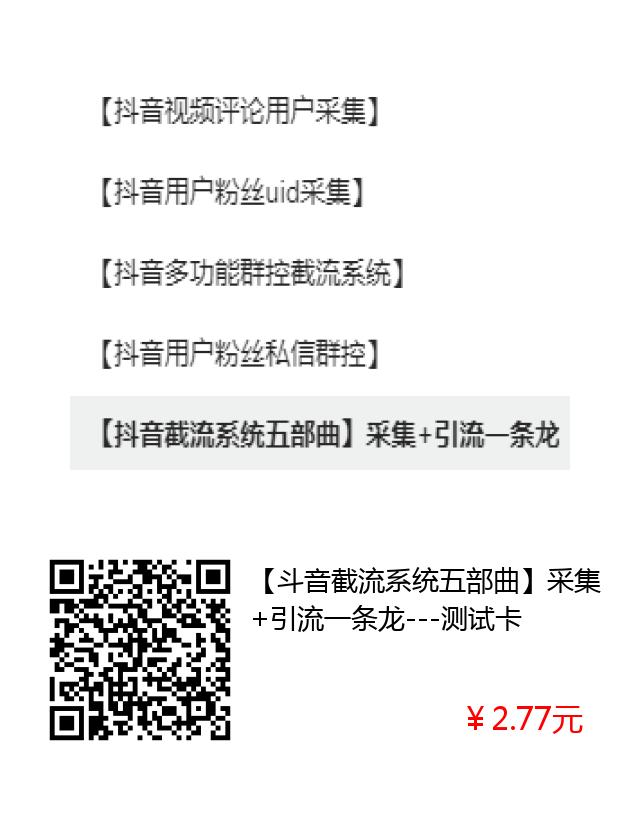 【抖音视频评论用户采集】
【抖音用户粉丝uid采集】
【抖音多功能群控截流系统】
【抖音用户粉丝私信群控】
【抖音截流系统五部曲】采集+引流一条龙
【斗音截流系统五部曲】采集
+引流一条龙---测试卡
¥2.77元